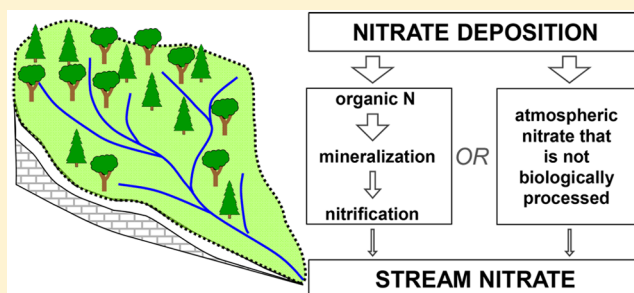 NITRATE DEPOSITION
organic N
mineralization
nitrification
OR
atmospheric
nitrate that
is not
biologically
processed
STREAM NITRATE